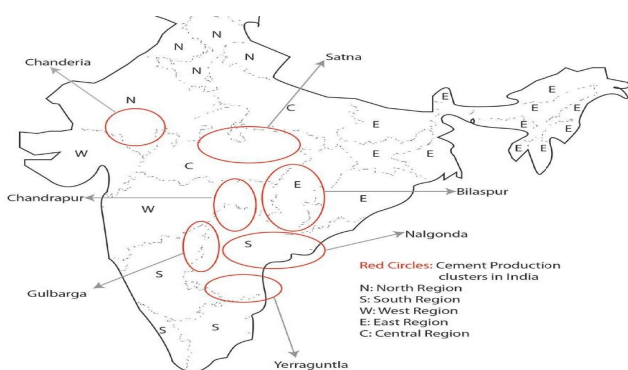 N
N
N
N
N
Chanderia
Satna
N
C
E
E
E
E
E
E
E
E
E
E
W
C
E
Chandrapur
W
E
Bilaspur
S
Nalgonda
Gulbarga
S
S
S
S
Yerraguntla
Red Circles: Cement Production
clusters in India
N: North Region
S: South Region
W: West Region
E: East Region
C: Central Region